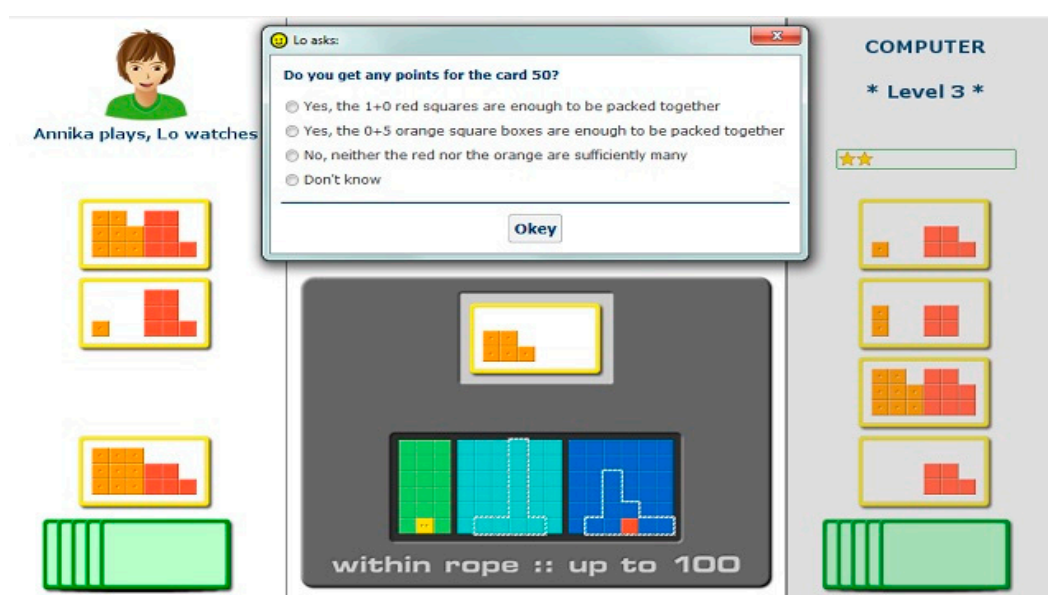 Lo asks:
Do you get any points for the card 50?
Yes, the 1+0 red squares are enough to be packed together
Yes, the 0+5 orange square boxes are enough to be packed together
No, neither the red nor the orange are sufficiently many
Don't know
Okey
Annika plays, Lo watches
COMPUTER
* Level 3 *
within rope :: up to 100